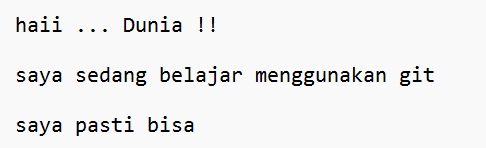 haii ... Dunia !!
saya sedang belajar menggunakan git
saya pasti bisa